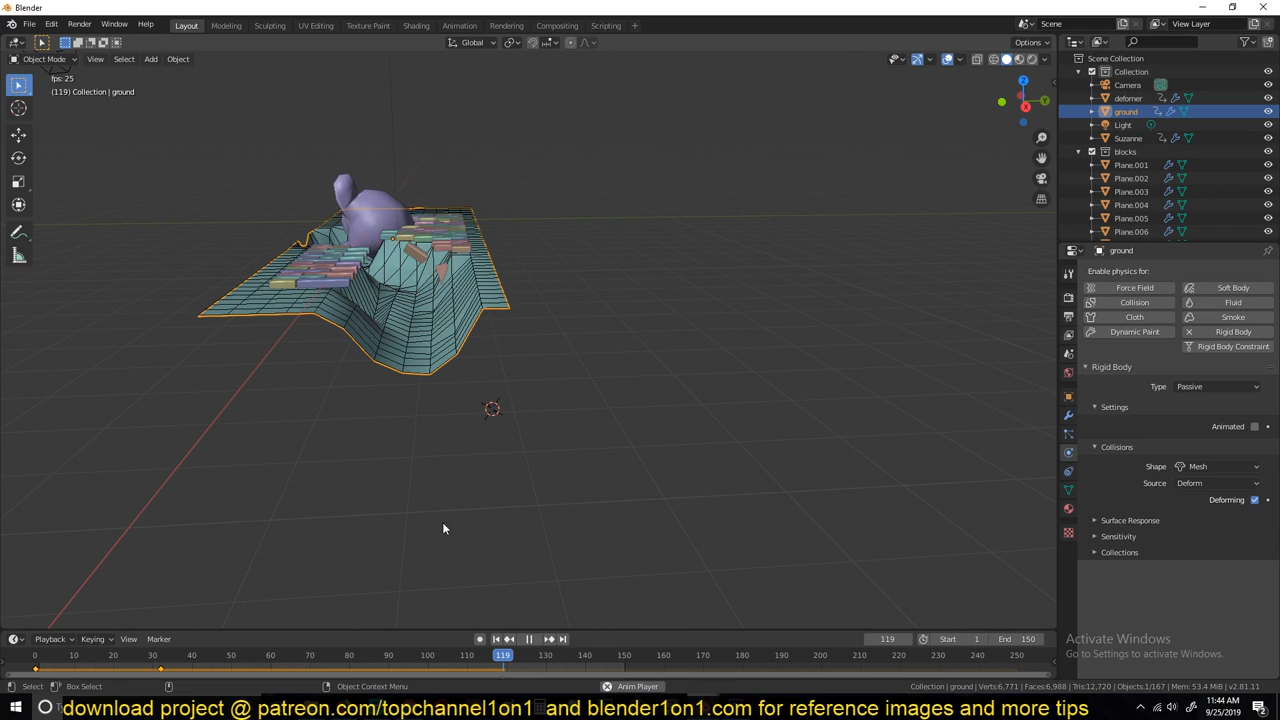 Blender
File Edit Render Window Help
Layout Modeling Sculpting UV Editing Texture Paint Shading Animation Rendering Compositing Scripting +
Scene
View Layer
Global
Options
Object Mode View Select Add Object
fps: 25
(119) Collection | ground
Z
Y
X
Scene Collection
Collection
Camera
deformer
ground
Light
Suzanne
blocks
Plane.001
Plane.002
Plane.003
Plane.004
Plane.005
Plane.006
ground
Enable physics for:
Force Field Soft Body
Collision Fluid
Cloth Smoke
Dynamic Paint Rigid Body
Rigid Body Constraint
Rigid Body
Type Passive
Settings
Animated
Collisions
Shape Mesh
Source Deform
Deforming
Surface Response
Sensitivity
Collections
Activate Windows
Go to Settings to activate Windows.
Playback Keying View Marker
119 Start 1 End 150
0 10 20 30 40 50 60 70 80 90 100 110 119 130 140 150 160 170 180 190 200 210 220 230 240 250
Select Box Select Object Context Menu Anim Player Collection | ground | Verts:6,771 | Faces:6,988 | Tris:12,720 | Objects:1/167 | Mem: 53.4 MiB | v2.81.11
11:44 AM
9/25/2019
download project @ patreon.com/topchannel1on1 and blender1on1.com for reference images and more tips